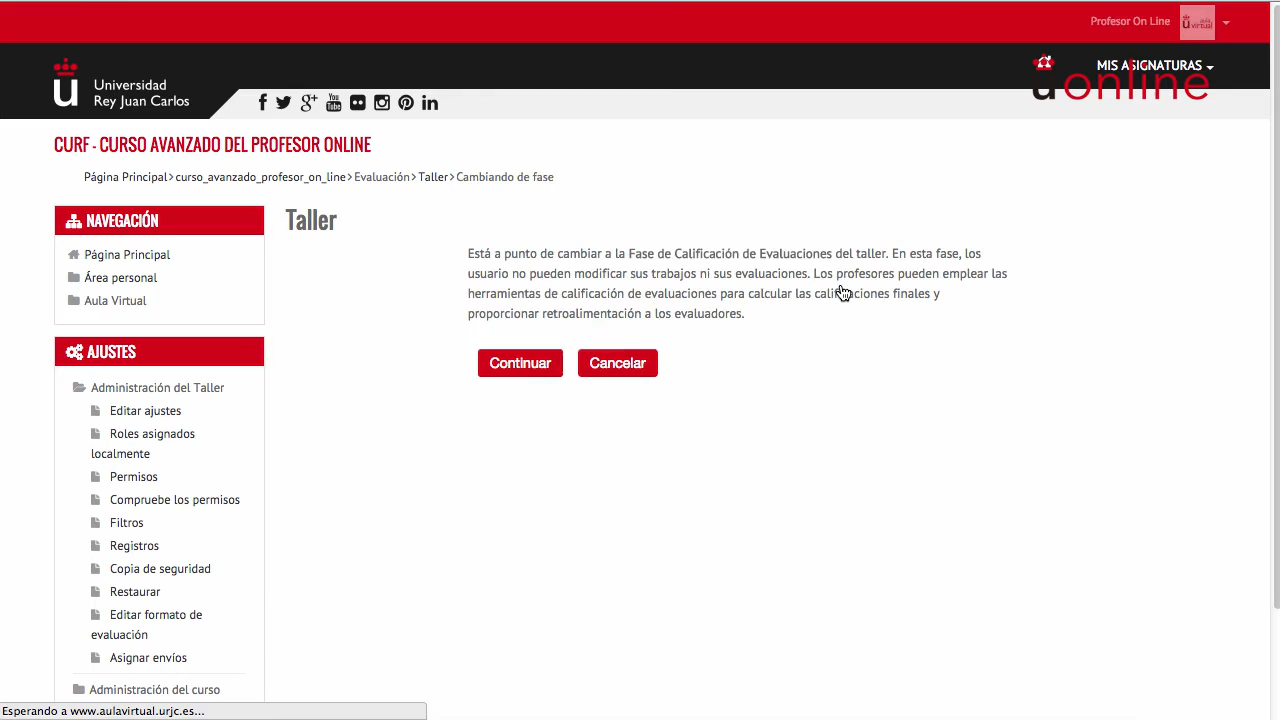 Profesor On Line
aula virtual
Universidad
Rey Juan Carlos
MIS ASIGNATURAS
u online
CURF - CURSO AVANZADO DEL PROFESOR ONLINE
Página Principal > curso_avanzado_profesor_on_line > Evaluación > Taller > Cambiando de fase
NAVEGACIÓN
Página Principal
Área personal
Aula Virtual
AJUSTES
Administración del Taller
Editar ajustes
Roles asignados
localmente
Permisos
Compruebe los permisos
Filtros
Registros
Copia de seguridad
Restaurar
Editar formato de
evaluación
Asignar envíos
Administración del curso
Taller
Está a punto de cambiar a la Fase de Calificación de Evaluaciones del taller. En esta fase, los
usuario no pueden modificar sus trabajos ni sus evaluaciones. Los profesores pueden emplear las
herramientas de calificación de evaluaciones para calcular las calificaciones finales y
proporcionar retroalimentación a los evaluadores.
Continuar Cancelar
Esperando a www.aulavirtual.urjc.es...